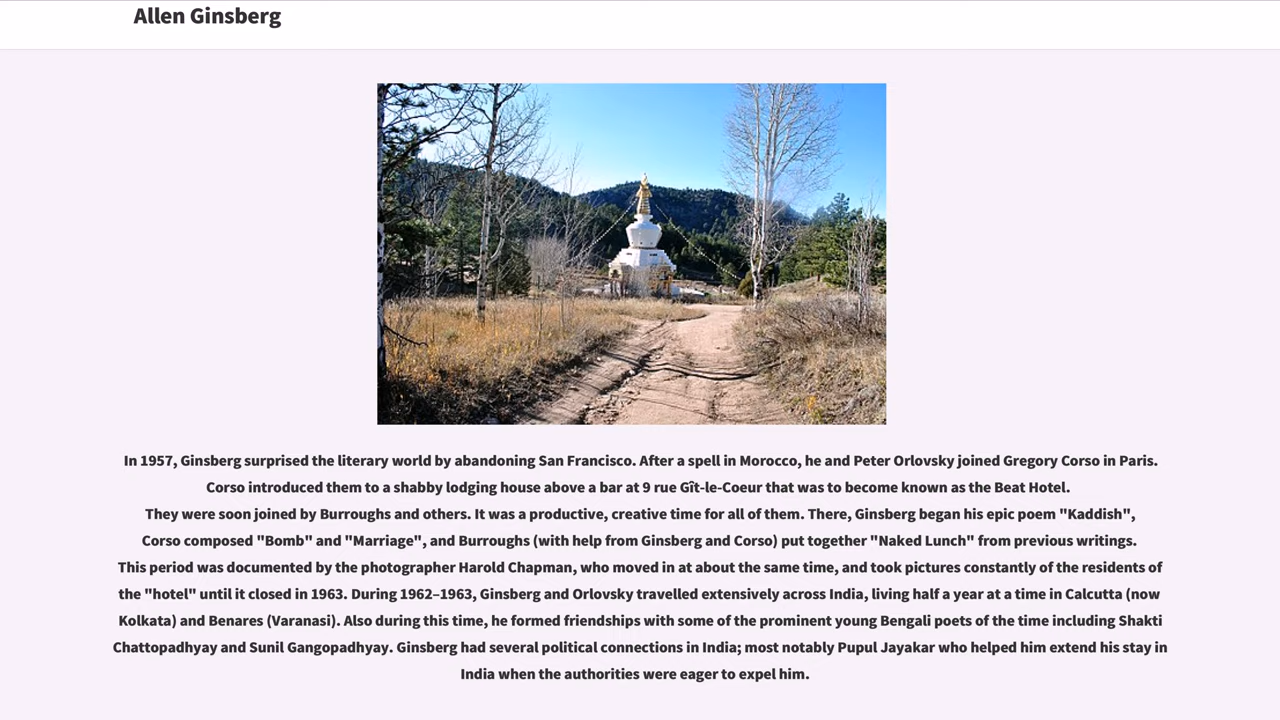 Allen Ginsberg
In 1957, Ginsberg surprised the literary world by abandoning San Francisco. After a spell in Morocco, he and Peter Orlovsky joined Gregory Corso in Paris.
Corso introduced them to a shabby lodging house above a bar at 9 rue Gît-le-Coeur that was to become known as the Beat Hotel.
They were soon joined by Burroughs and others. It was a productive, creative time for all of them. There, Ginsberg began his epic poem "Kaddish",
Corso composed "Bomb" and "Marriage", and Burroughs (with help from Ginsberg and Corso) put together "Naked Lunch" from previous writings.
This period was documented by the photographer Harold Chapman, who moved in at about the same time, and took pictures constantly of the residents of
the "hotel" until it closed in 1963. During 1962–1963, Ginsberg and Orlovsky travelled extensively across India, living half a year at a time in Calcutta (now
Kolkata) and Benares (Varanasi). Also during this time, he formed friendships with some of the prominent young Bengali poets of the time including Shakti
Chattopadhyay and Sunil Gangopadhyay. Ginsberg had several political connections in India; most notably Pupul Jayakar who helped him extend his stay in
India when the authorities were eager to expel him.